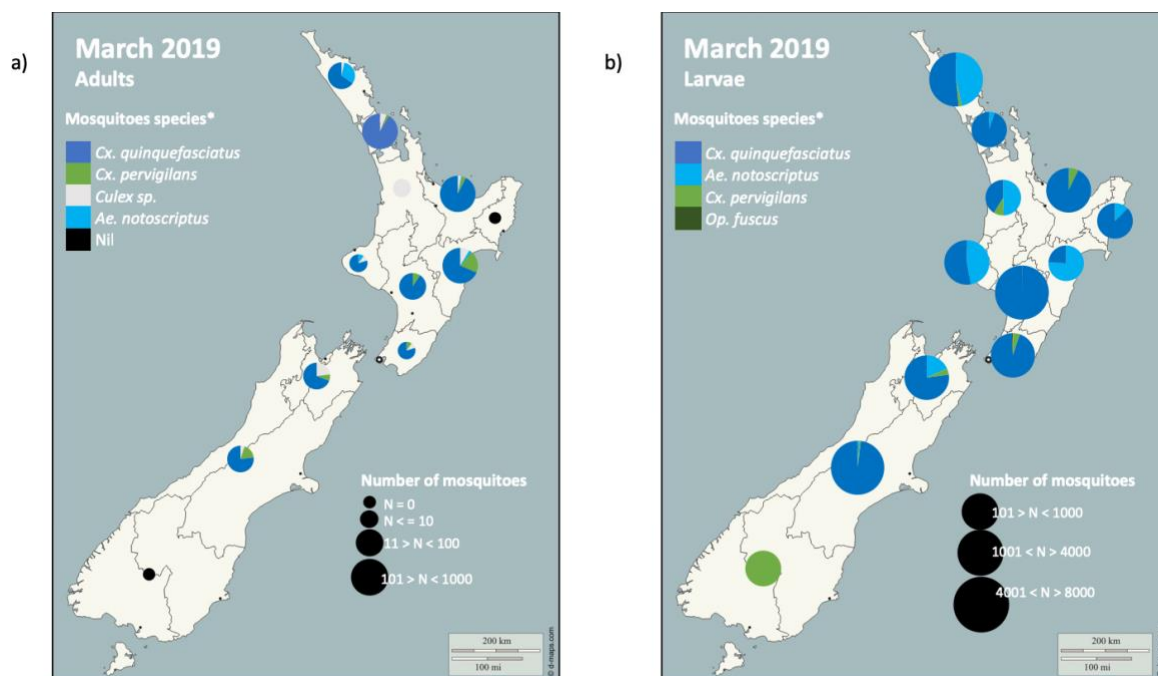 a)
March 2019
Adults
Mosquitoes species*
Cx. quinquefasciatus
Cx. pervigilans
Culex sp.
Ae. notoscriptus
Nil
Number of mosquitoes
N = 0
N < = 10
11 > N < 100
101 > N < 1000
200 km
100 mi
© d-maps.com
b)
March 2019
Larvae
Mosquitoes species*
Cx. quinquefasciatus
Ae. notoscriptus
Cx. pervigilans
Op. fuscus
Number of mosquitoes
101 > N < 1000
1001 < N > 4000
4001 < N > 8000
200 km
100 mi